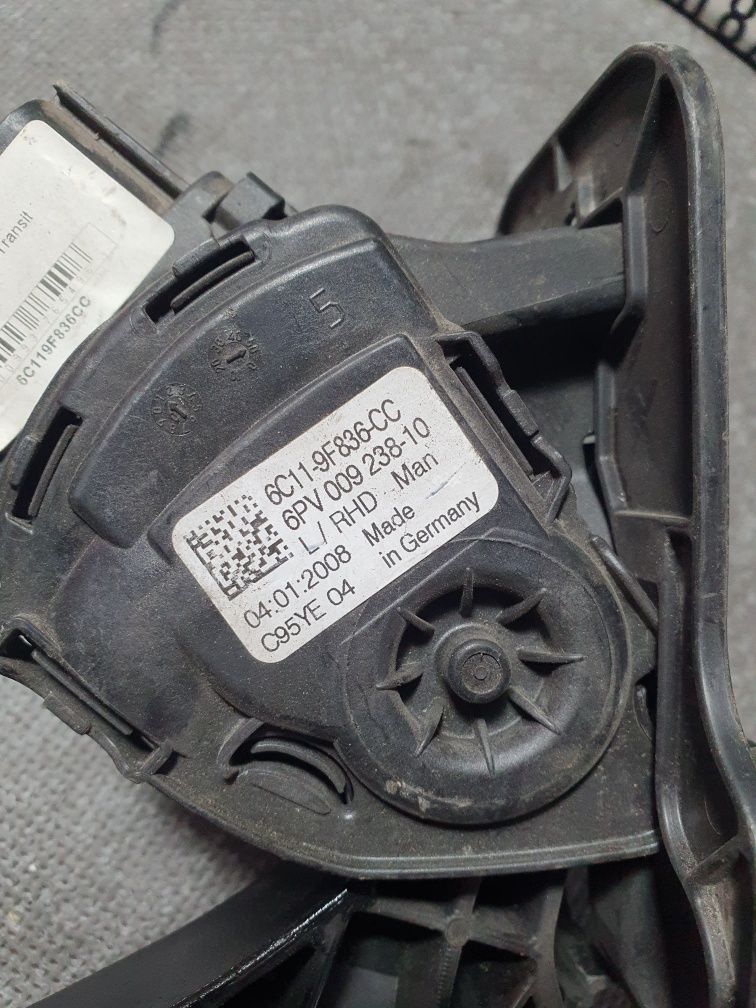 Transit
6C119F836CC
5
6C11-9F836-CC
6PV 009 238-10
L/ RHD Man
04:01:2008 Made
C95YE 04 in Germany